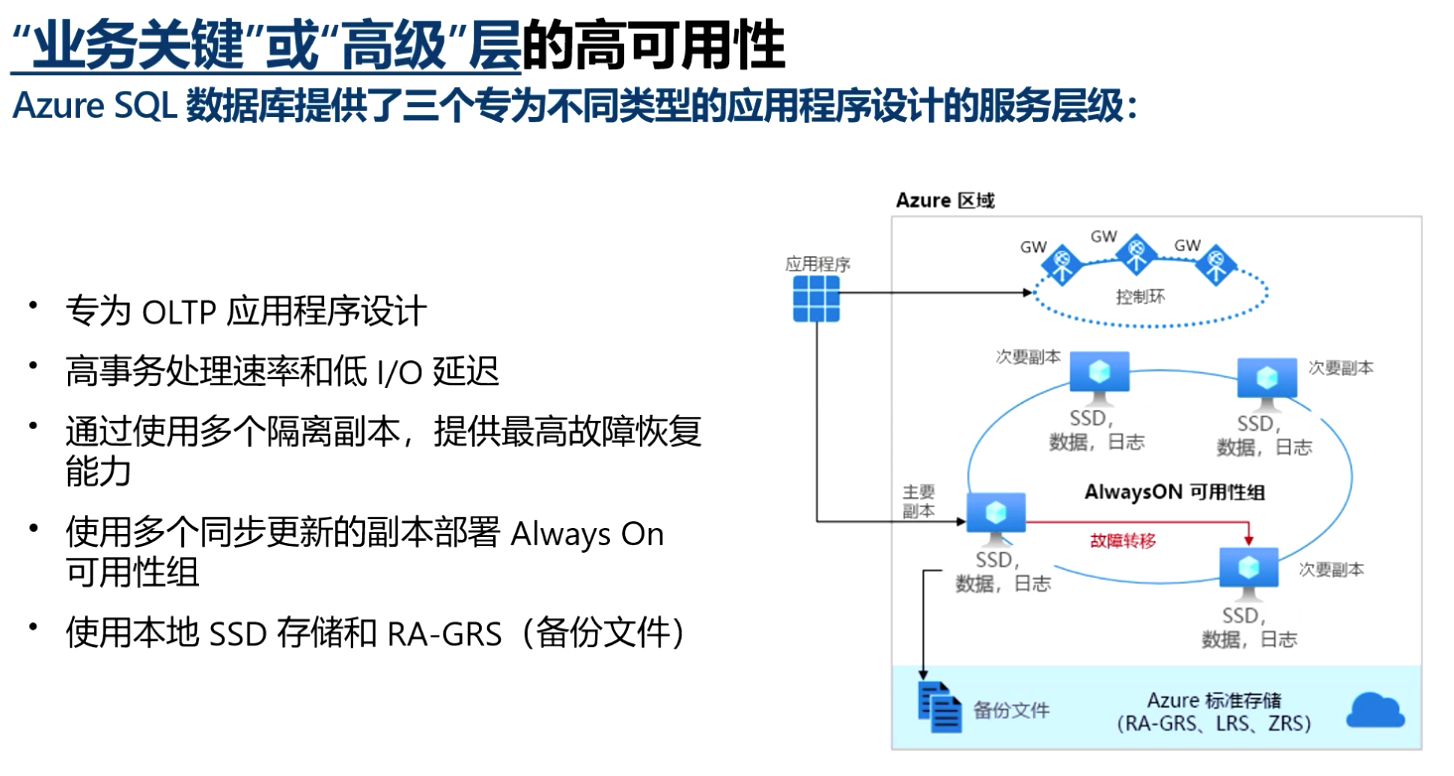 “业务关键”或“高级”层的高可用性
Azure SQL 数据库提供了三个专为不同类型的应用程序设计的服务层级：
• 专为 OLTP 应用程序设计
• 高事务处理速率和低 I/O 延迟
• 通过使用多个隔离副本，提供最高故障恢复
能力
• 使用多个同步更新的副本部署 Always On
可用性组
• 使用本地 SSD 存储和 RA-GRS（备份文件）
Azure 区域
GW
GW
GW
应用程序
控制环
次要副本
次要副本
SSD，
数据，日志
SSD，
数据，日志
主要
副本
AlwaysON 可用性组
故障转移
SSD，
数据，日志
次要副本
SSD，
数据，日志
备份文件
Azure 标准存储
（RA-GRS、LRS、ZRS）